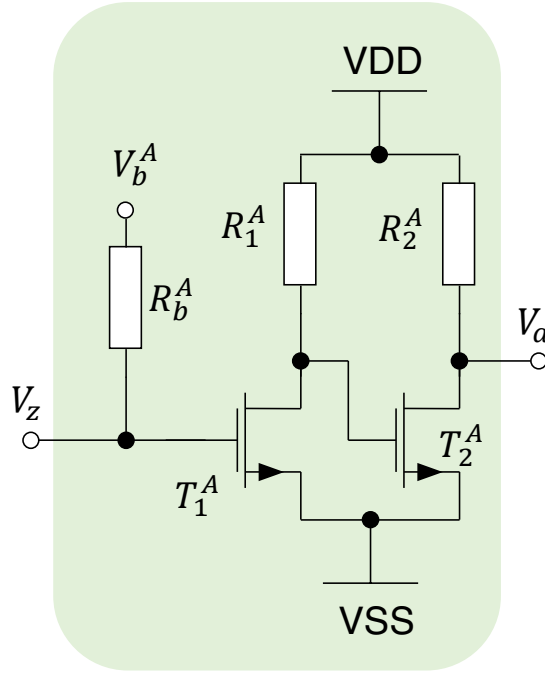 VDD
V_b^A
R_1^A
R_2^A
R_b^A
V_a
V_z
T_1^A
T_2^A
VSS